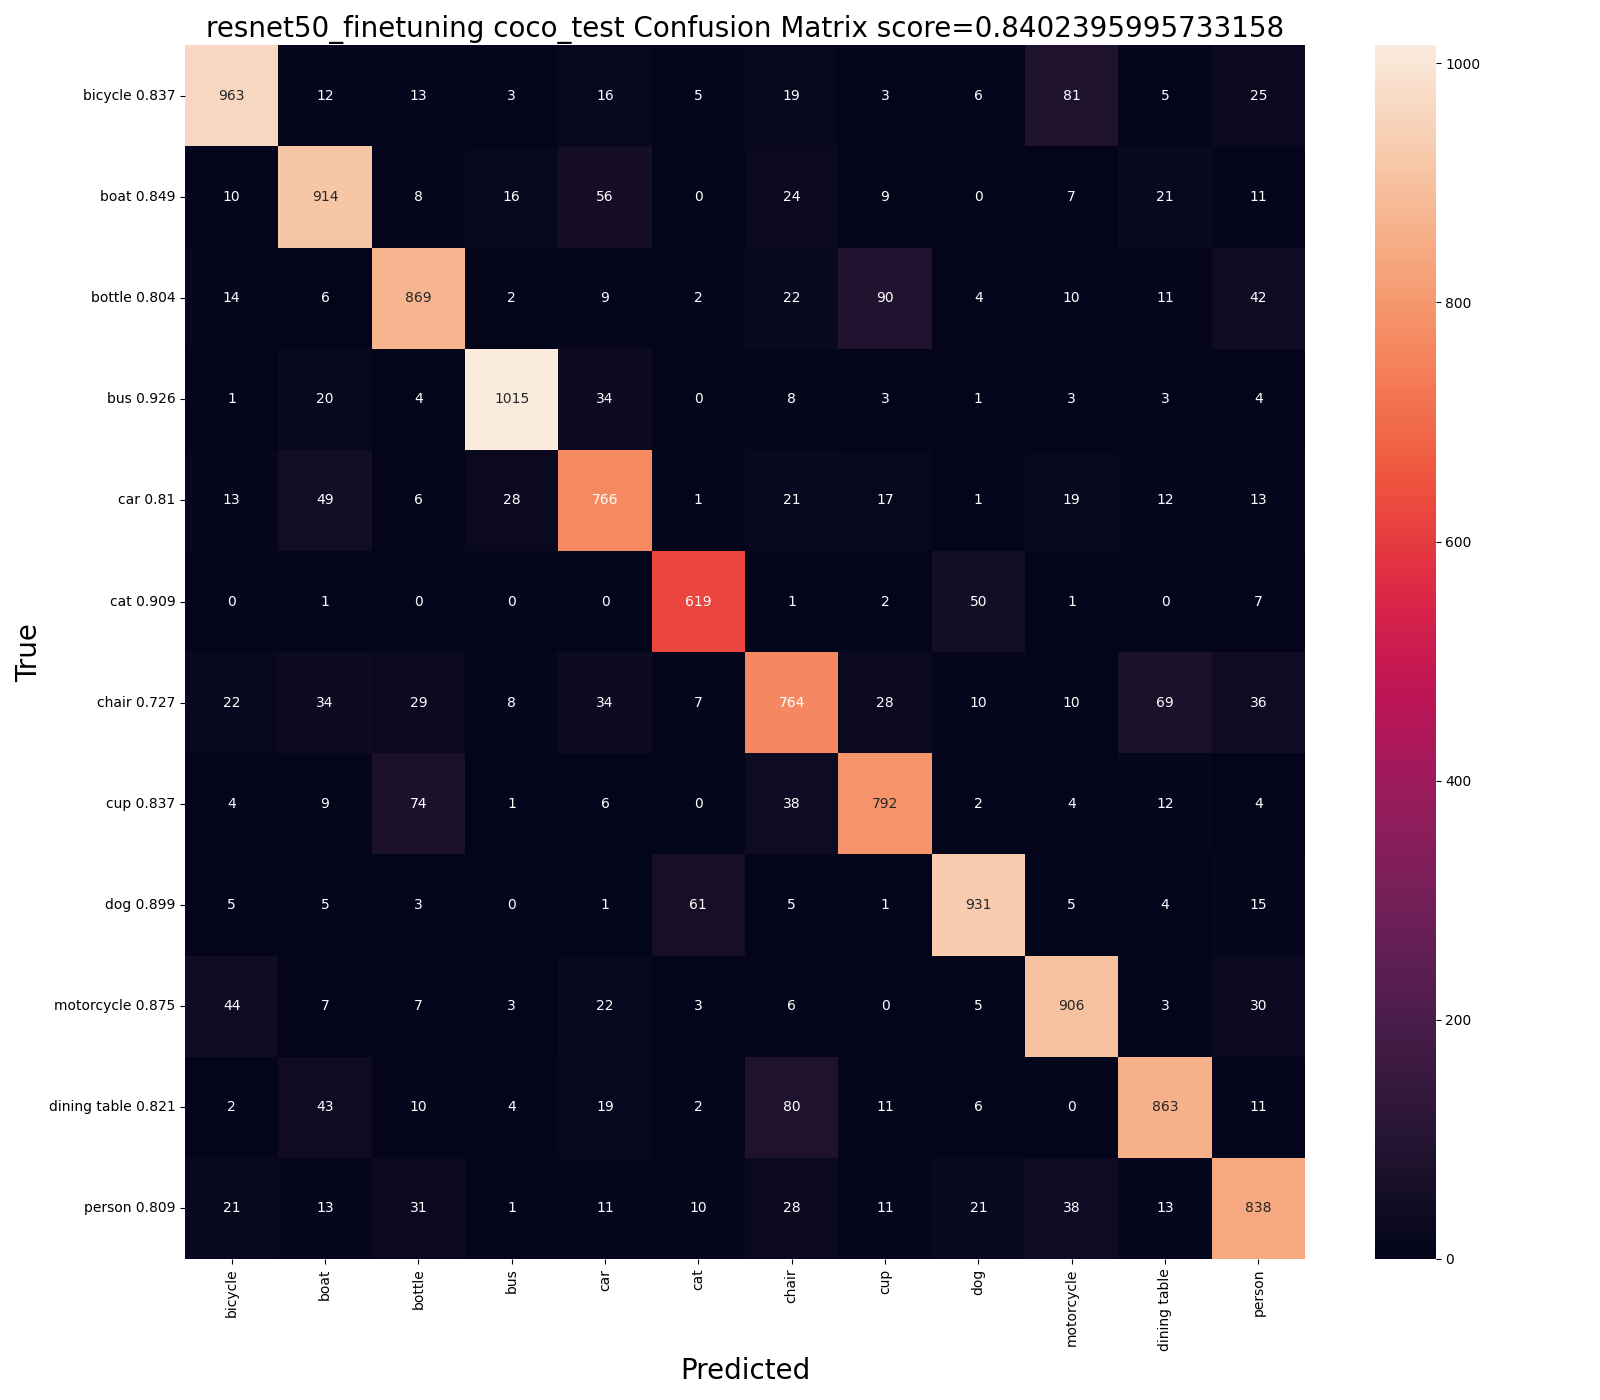 resnet50_finetuning coco_test Confusion Matrix score=0.8402395995733158
True
bicycle 0.837 963 12 13 3 16 5 19 3 6 81 5 25
boat 0.849 10 914 8 16 56 0 24 9 0 7 21 11
bottle 0.804 14 6 869 2 9 2 22 90 4 10 11 42
bus 0.926 1 20 4 1015 34 0 8 3 1 3 3 4
car 0.81 13 49 6 28 766 1 21 17 1 19 12 13
cat 0.909 0 1 0 0 0 619 1 2 50 1 0 7
chair 0.727 22 34 29 8 34 7 764 28 10 10 69 36
cup 0.837 4 9 74 1 6 0 38 792 2 4 12 4
dog 0.899 5 5 3 0 1 61 5 1 931 5 4 15
motorcycle 0.875 44 7 7 3 22 3 6 0 5 906 3 30
dining table 0.821 2 43 10 4 19 2 80 11 6 0 863 11
person 0.809 21 13 31 1 11 10 28 11 21 38 13 838
bicycle boat bottle bus car cat chair cup dog motorcycle dining table person
Predicted
1000
800
600
400
200
0